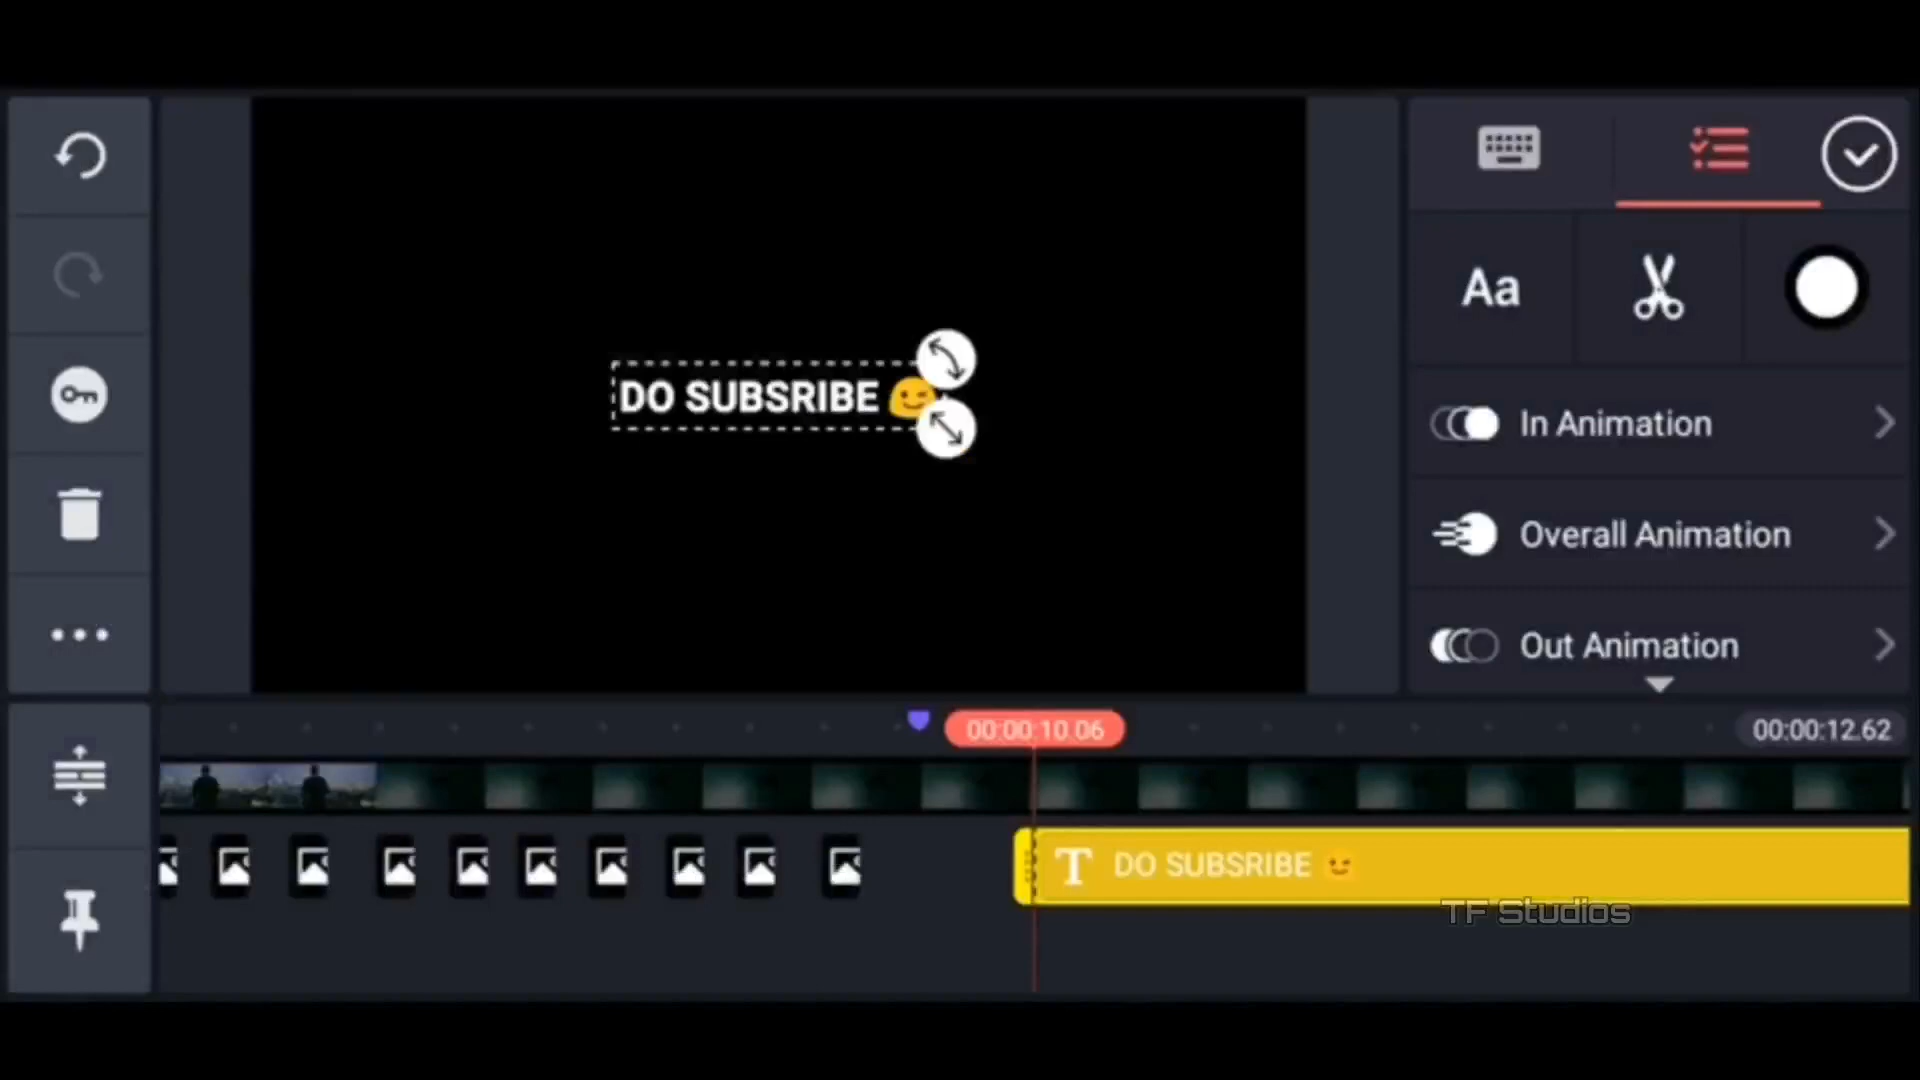 Aa
In Animation
DO SUBSRIBE 😉
Overall Animation
Out Animation
00:00:10.06
00:00:12.62
T DO SUBSRIBE 😉
TF Studios